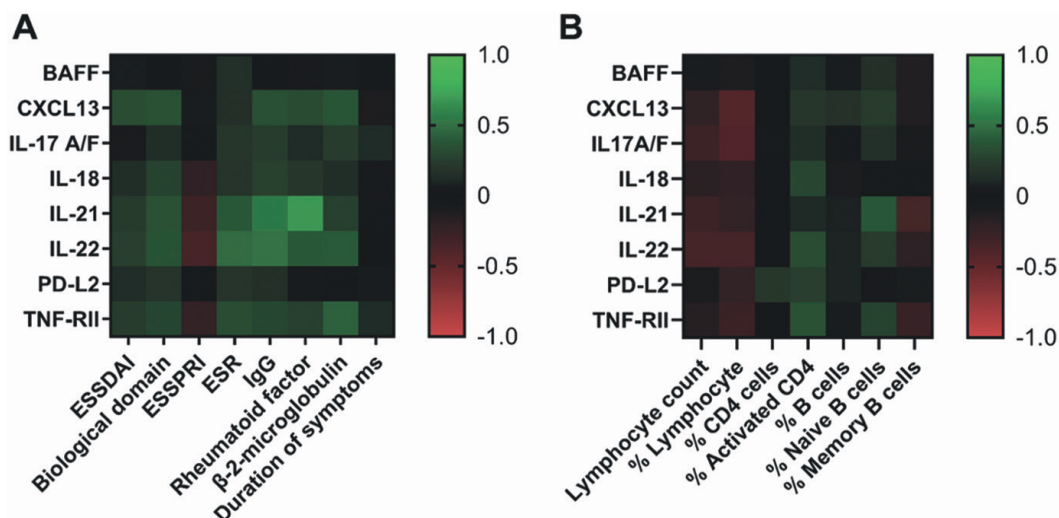 A
BAFF
CXCL13
IL-17 A/F
IL-18
IL-21
IL-22
PD-L2
TNF-RII
ESSDAI
Biological domain
ESSPRI
ESR
IgG
Rheumatoid factor
β-2-microglobulin
Duration of symptoms
1.0
0.5
0
-0.5
-1.0
B
BAFF
CXCL13
IL17A/F
IL-18
IL-21
IL-22
PD-L2
TNF-RII
Lymphocyte count
% Lymphocyte
% CD4 cells
% Activated CD4
% B cells
% Naive B cells
% Memory B cells
1.0
0.5
0
-0.5
-1.0